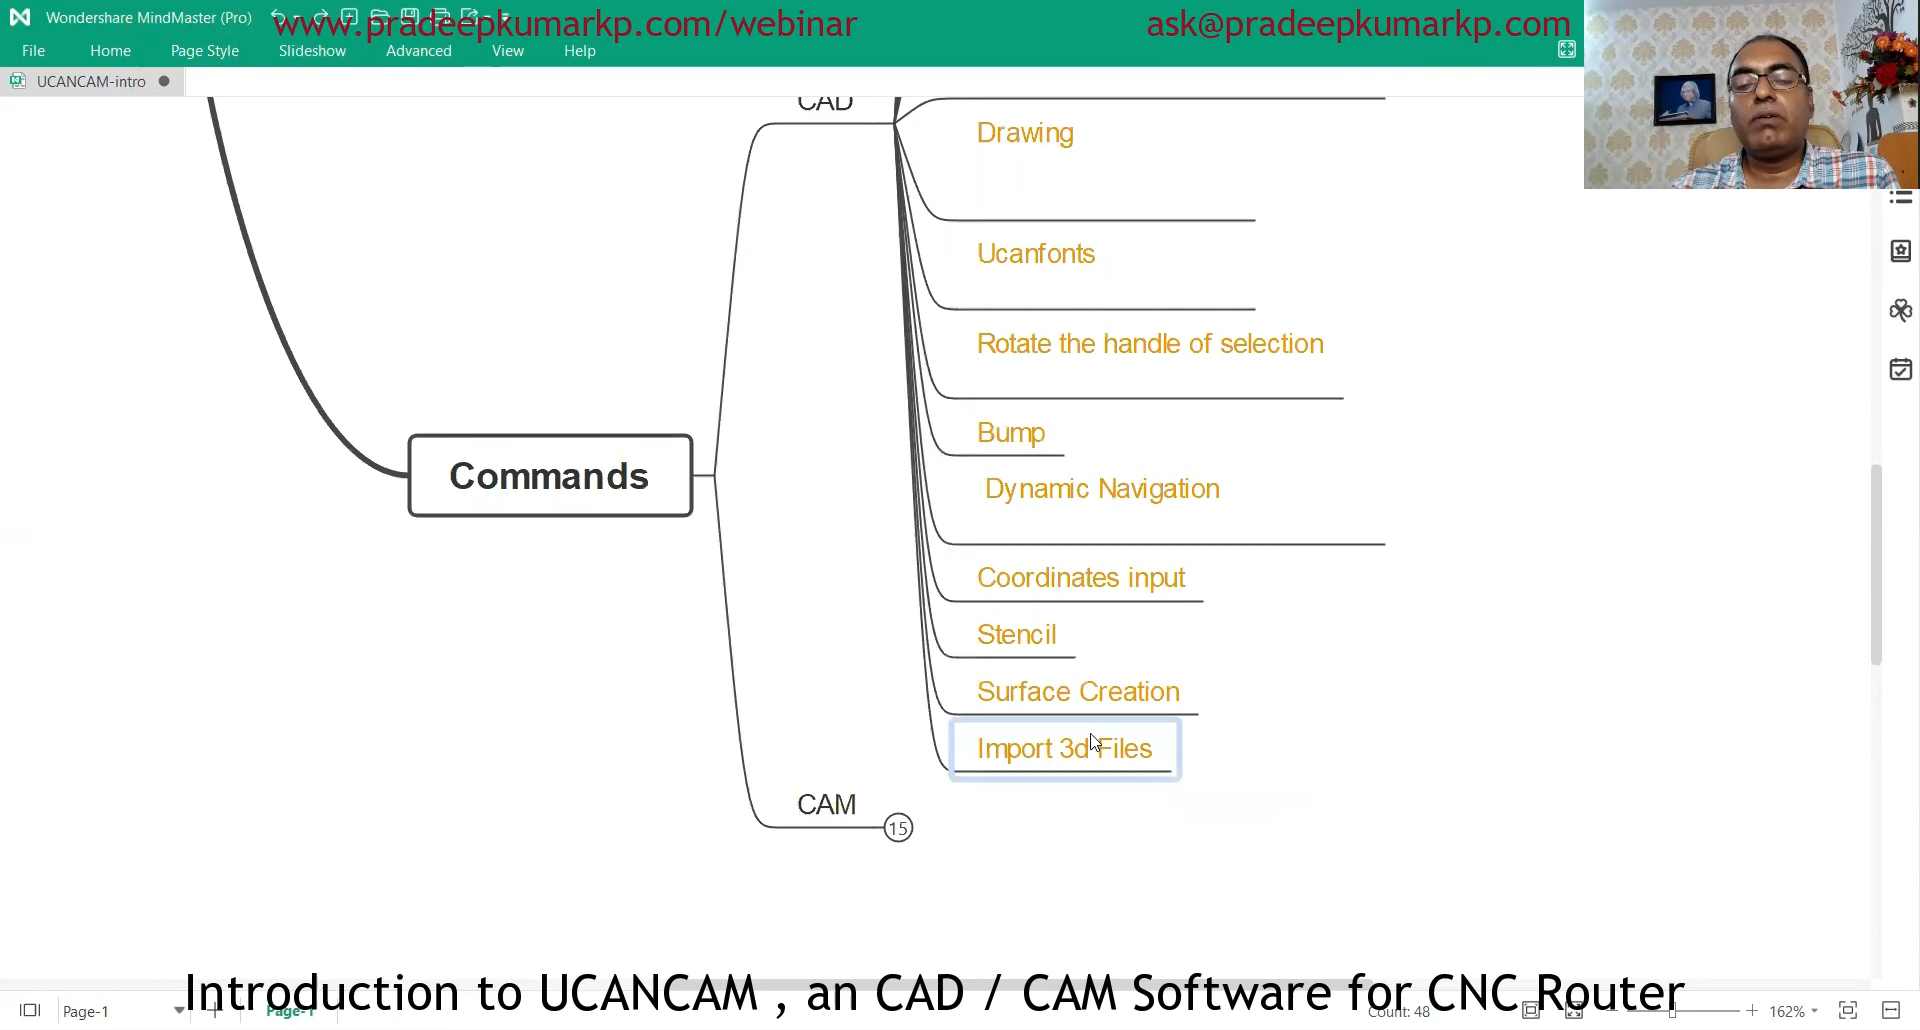 Wondershare MindMaster (Pro)
www.pradeepkumarkp.com/webinar
ask@pradeepkumarkp.com
File Home Page Style Slideshow Advanced View Help
UCANCAM-intro
CAD
Drawing
Ucanfonts
Rotate the handle of selection
Bump
Dynamic Navigation
Commands
Coordinates input
Stencil
Surface Creation
Import 3d Files
CAM
15
Introduction to UCANCAM , an CAD / CAM Software for CNC Router
Page-1
Page-1
Count: 48
162%